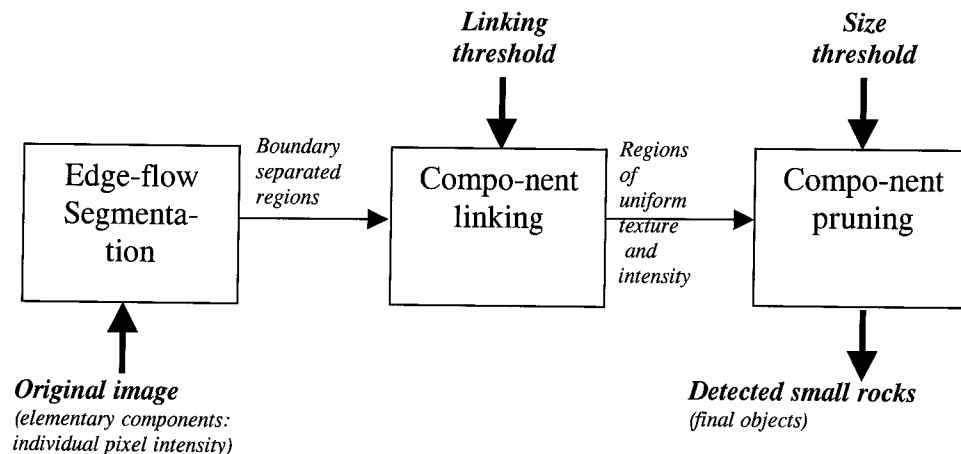 Linking
threshold
Size
threshold
Edge-flow
Segmenta-
tion
Boundary
separated
regions
Compo-nent
linking
Regions
of
uniform
texture
and
intensity
Compo-nent
pruning
Original image
(elementary components:
individual pixel intensity)
Detected small rocks
(final objects)